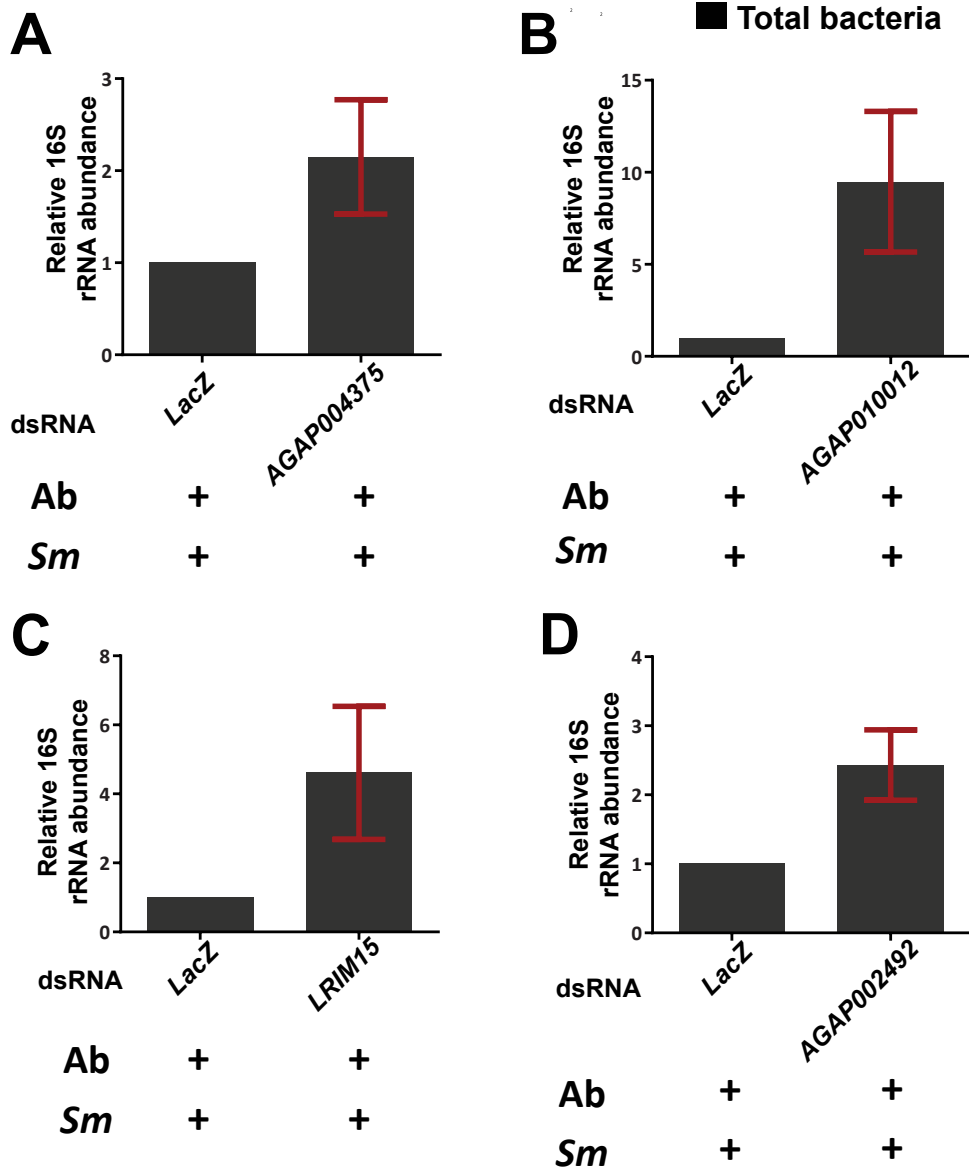 A
Relative 16S
rRNA abundance
3
2
1
0
dsRNA
LacZ
AGAP004375
Ab + +
Sm + +
B
2 2
Total bacteria
Relative 16S
rRNA abundance
15
10
5
0
dsRNA
LacZ
AGAP010012
Ab + +
Sm + +
C
Relative 16S
rRNA abundance
8
6
4
2
0
dsRNA
LacZ
LRIM15
Ab + +
Sm + +
D
Relative 16S
rRNA abundance
4
3
2
1
0
dsRNA
LacZ
AGAP002492
Ab + +
Sm + +